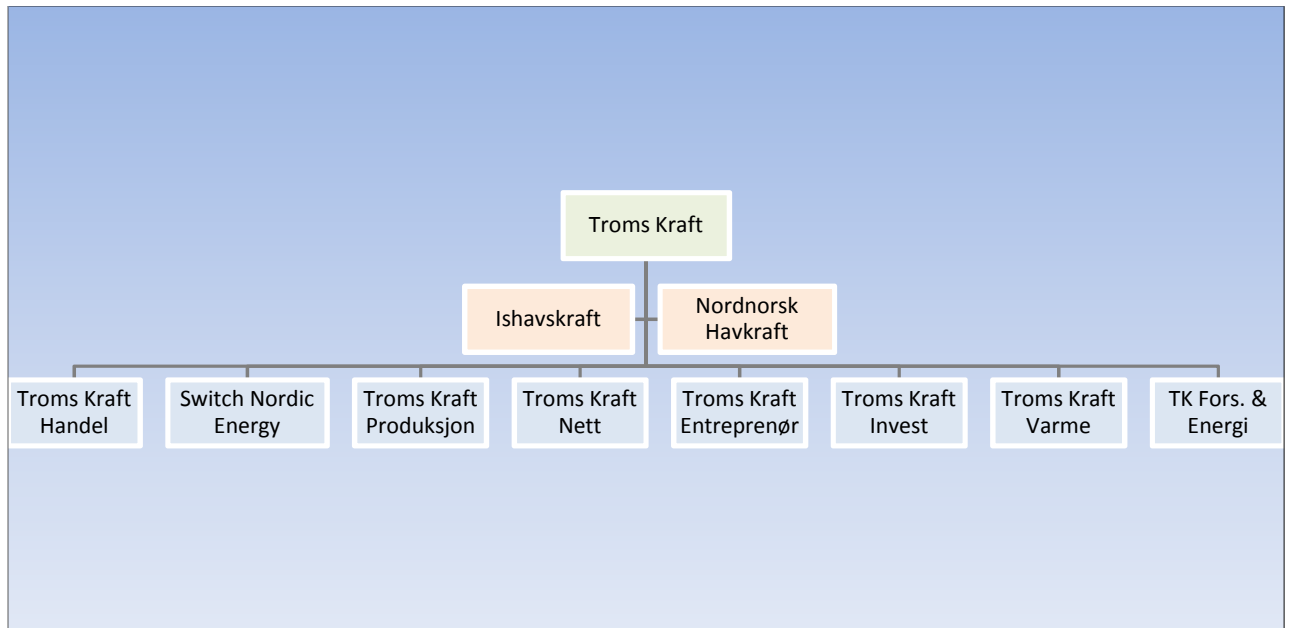 Troms Kraft
Ishavskraft
Nordnorsk
Havkraft
Troms Kraft
Handel
Switch Nordic
Energy
Troms Kraft
Produksjon
Troms Kraft
Nett
Troms Kraft
Entreprenør
Troms Kraft
Invest
Troms Kraft
Varme
TK Fors. &
Energi